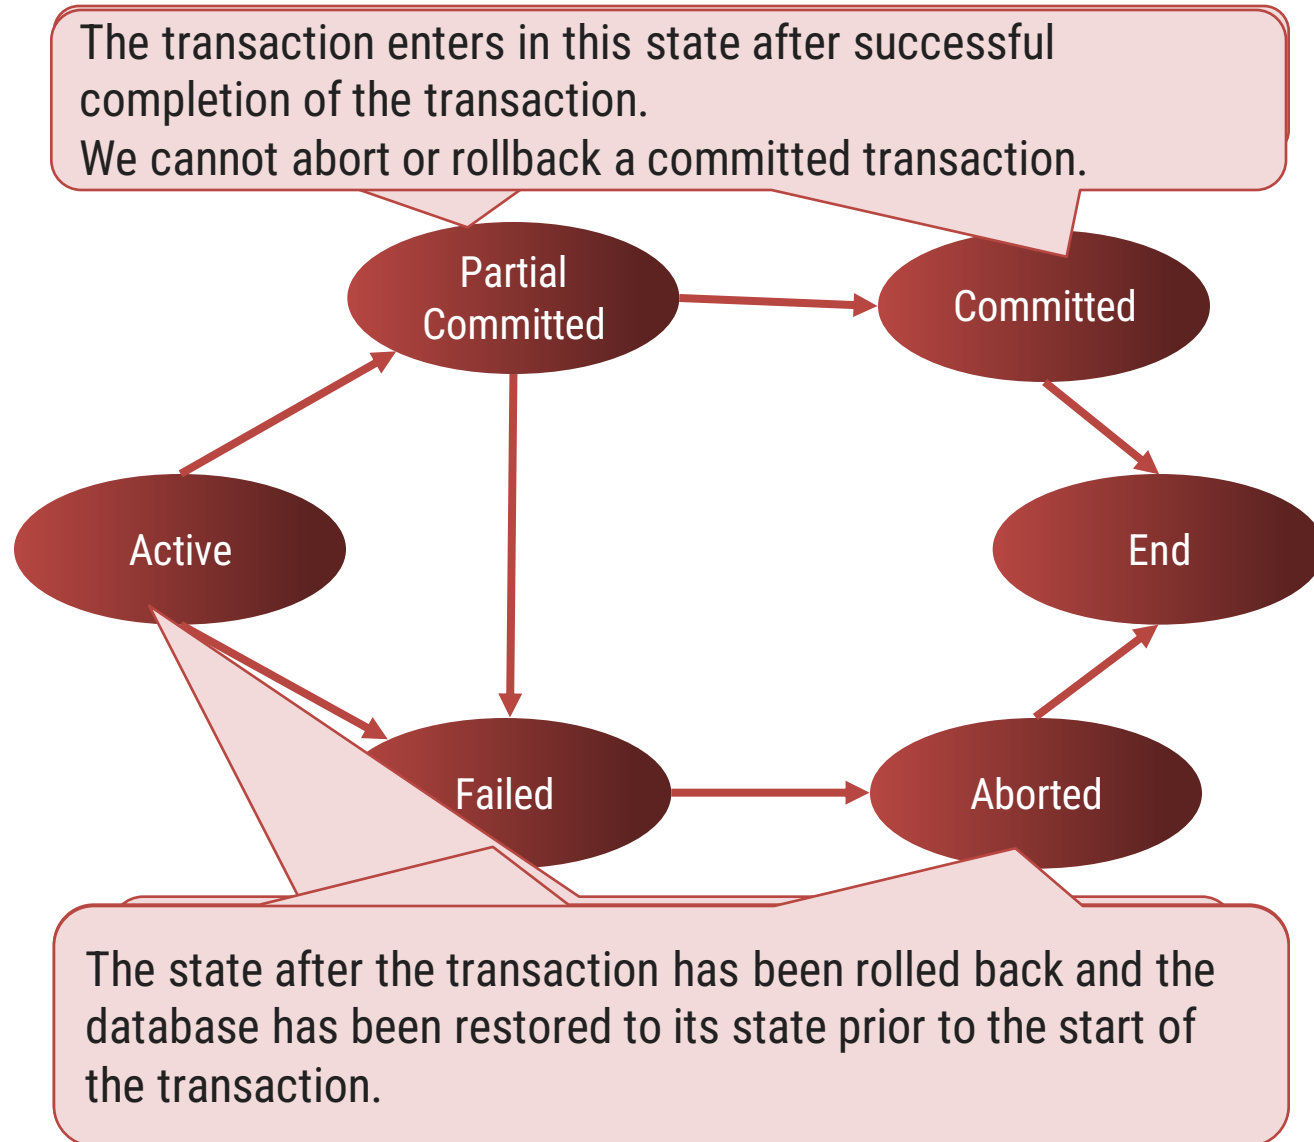 The transaction enters in this state after successful
completion of the transaction.
We cannot abort or rollback a committed transaction.
Partial
Committed
Committed
Active
End
Failed
Aborted
The state after the transaction has been rolled back and the
database has been restored to its state prior to the start of
the transaction.